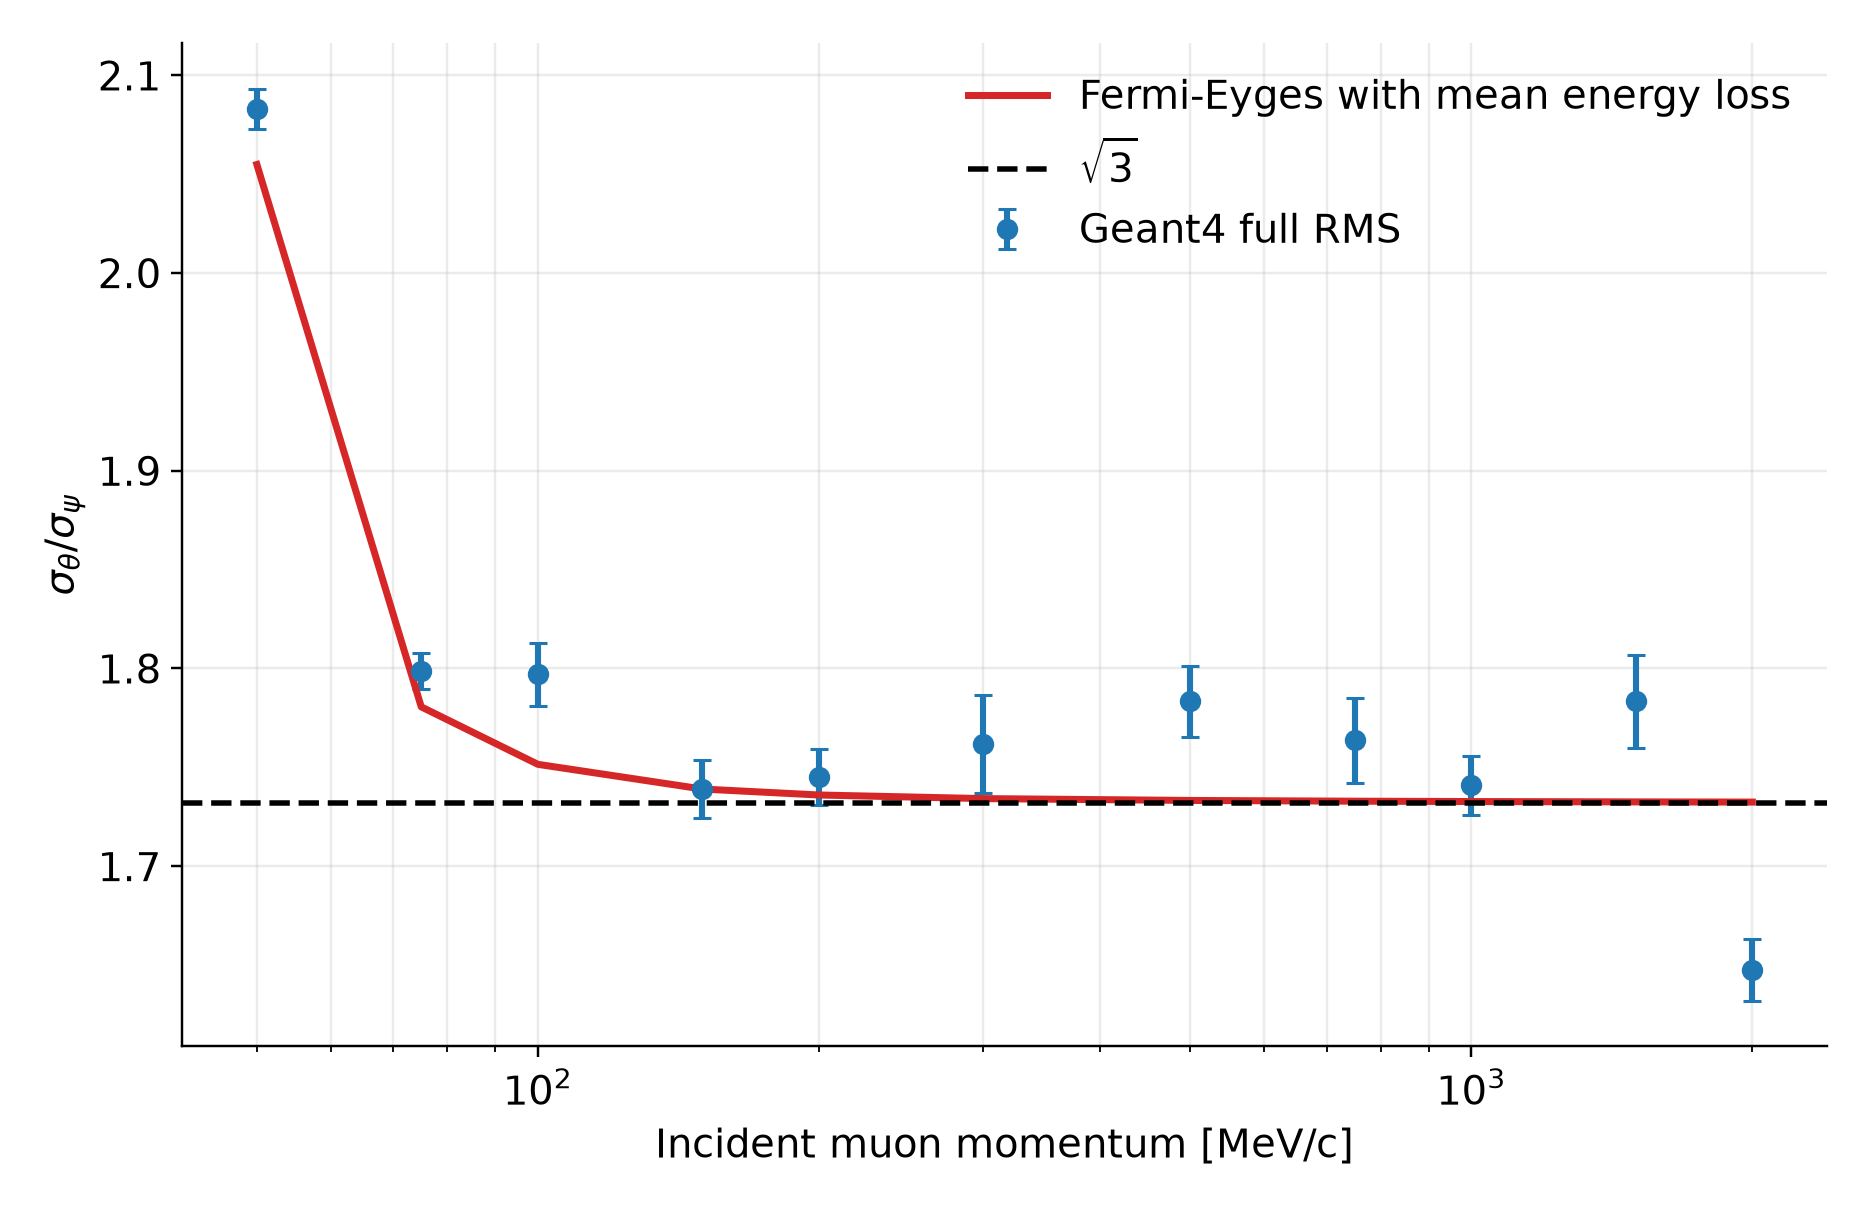 2.1
2.0
1.9
1.8
1.7
σθ/σψ
Fermi-Eyges with mean energy loss
√3
Geant4 full RMS
10²
10³
Incident muon momentum [MeV/c]